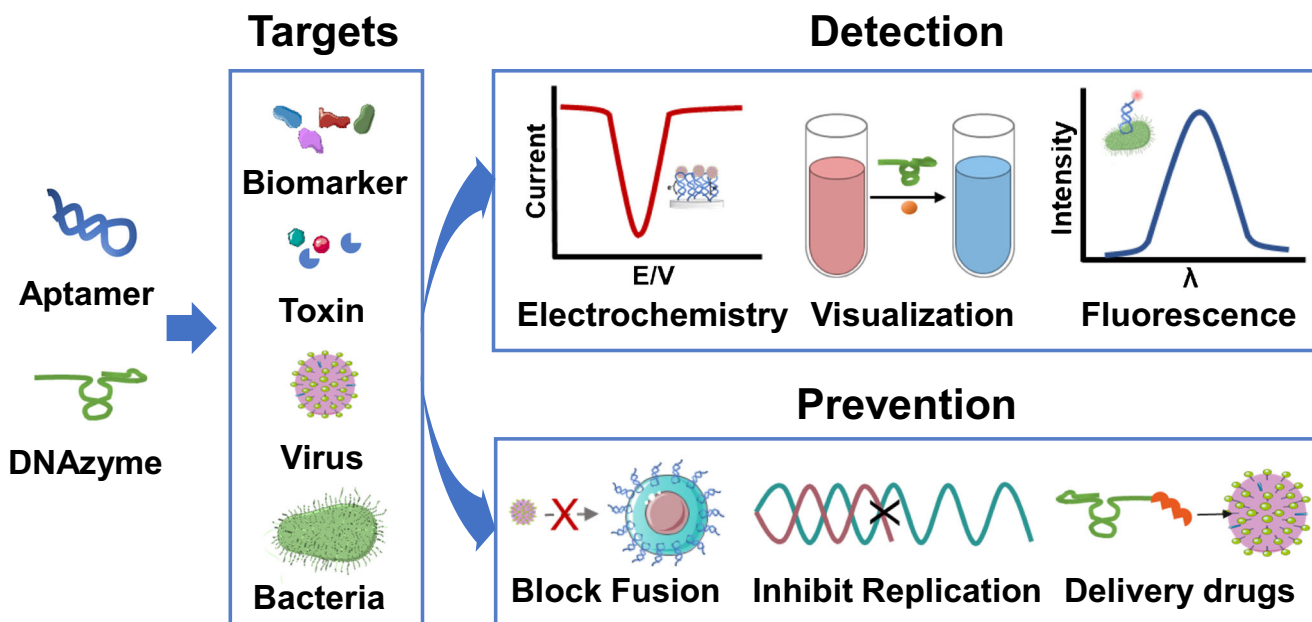 Targets
Detection
Aptamer
DNAzyme
Biomarker
Toxin
Virus
Bacteria
Current
E/V
Electrochemistry
Visualization
Intensity
λ
Fluorescence
Prevention
Block Fusion
Inhibit Replication
Delivery drugs